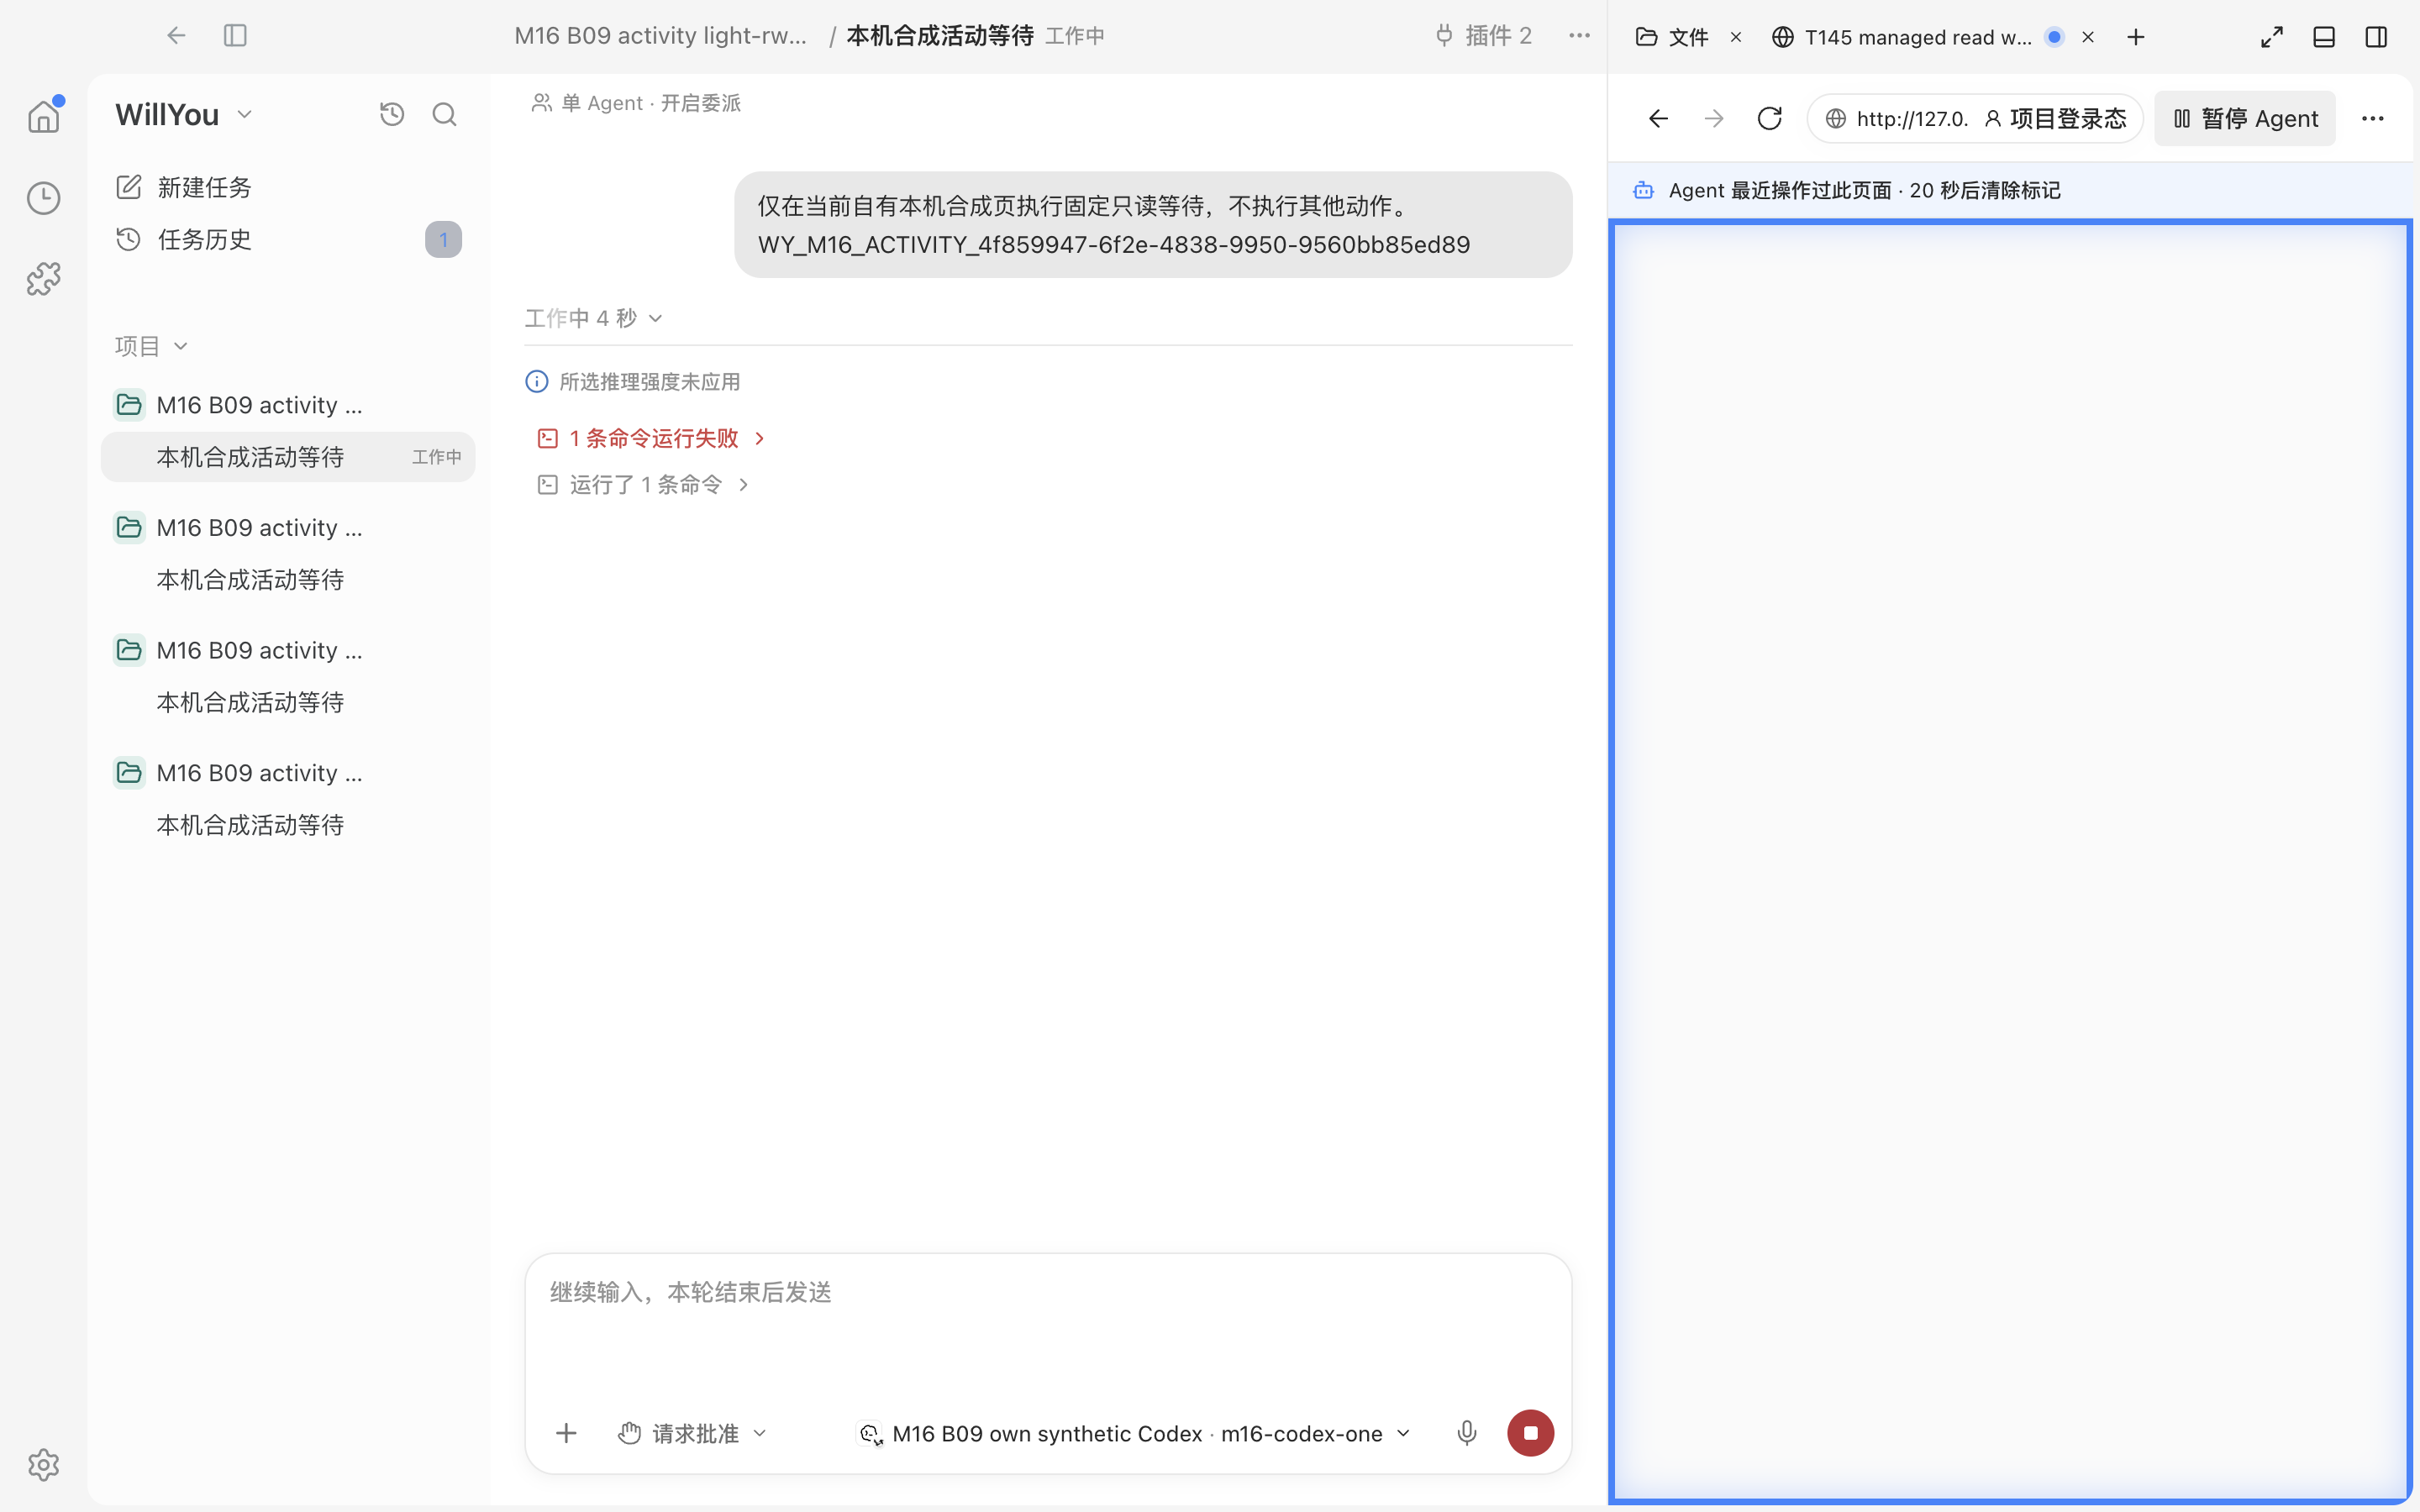 M16 B09 activity light-rw... / 本机合成活动等待 工作中
插件 2
文件
T145 managed read w...
WillYou
新建任务
任务历史
1
项目
M16 B09 activity ...
本机合成活动等待
工作中
M16 B09 activity ...
本机合成活动等待
M16 B09 activity ...
本机合成活动等待
M16 B09 activity ...
本机合成活动等待
单 Agent · 开启委派
仅在当前自有本机合成页执行固定只读等待，不执行其他动作。
WY_M16_ACTIVITY_4f859947-6f2e-4838-9950-9560bb85ed89
工作中 4 秒
所选推理强度未应用
1 条命令运行失败
运行了 1 条命令
继续输入，本轮结束后发送
请求批准
M16 B09 own synthetic Codex · m16-codex-one
http://127.0.
项目登录态
暂停 Agent
Agent 最近操作过此页面 · 20 秒后清除标记